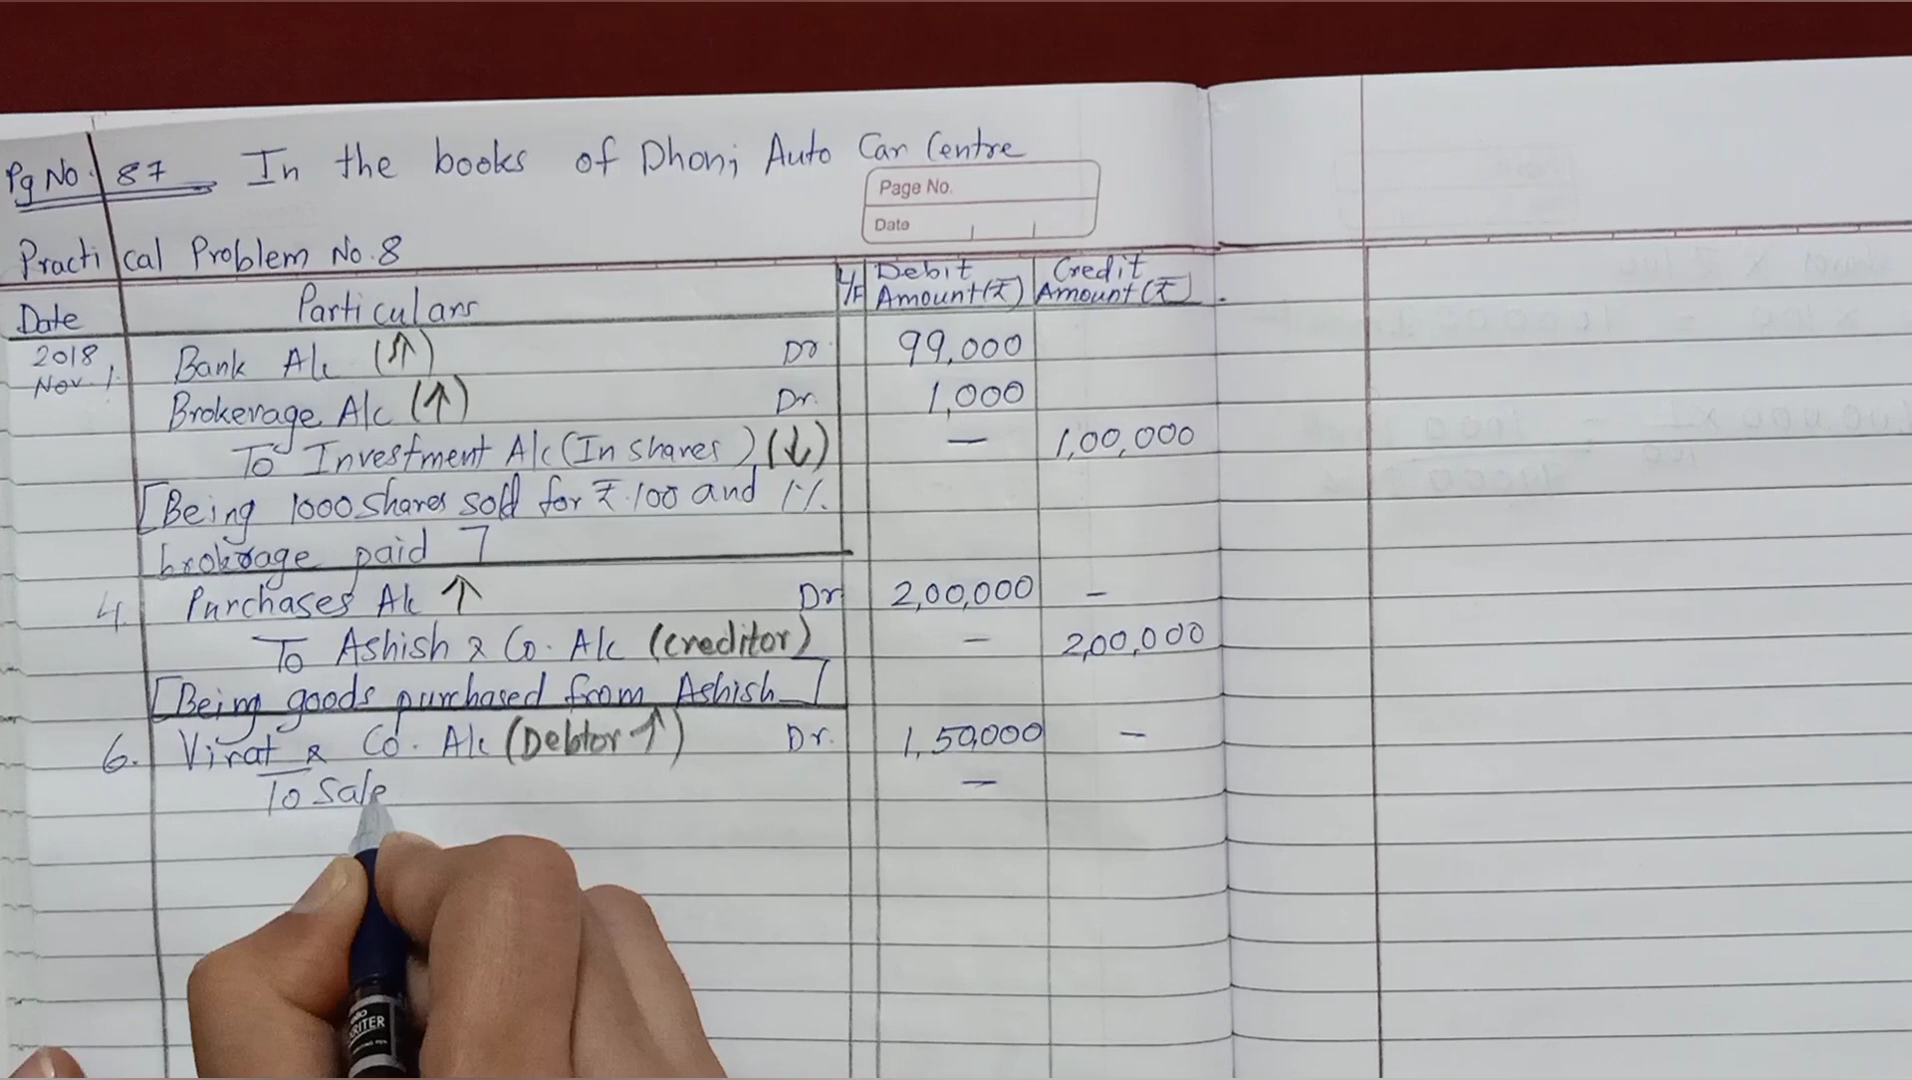 Pg No. 87 In the books of Dhoni Auto Car Centre
Page No.
Date
Practical Problem No. 8
Date Particulars L/F Debit Amount (₹) Credit Amount (₹)
2018
Nov. 1 Bank A/c (↑) Dr. 99,000
Brokerage A/c (↑) Dr. 1,000
To Investment A/c (In shares) (↓) — 1,00,000
[Being 1000 shares sold for ₹.100 and 1%.
brokrage paid ]
4. Purchases A/c ↑ Dr 2,00,000 —
To Ashish & Co. A/c (creditor) — 2,00,000
[Being goods purchased from Ashish ]
6. Virat & Co. A/c (Debtor ↑) Dr. 1,50,000 —
To Sale —
RITER